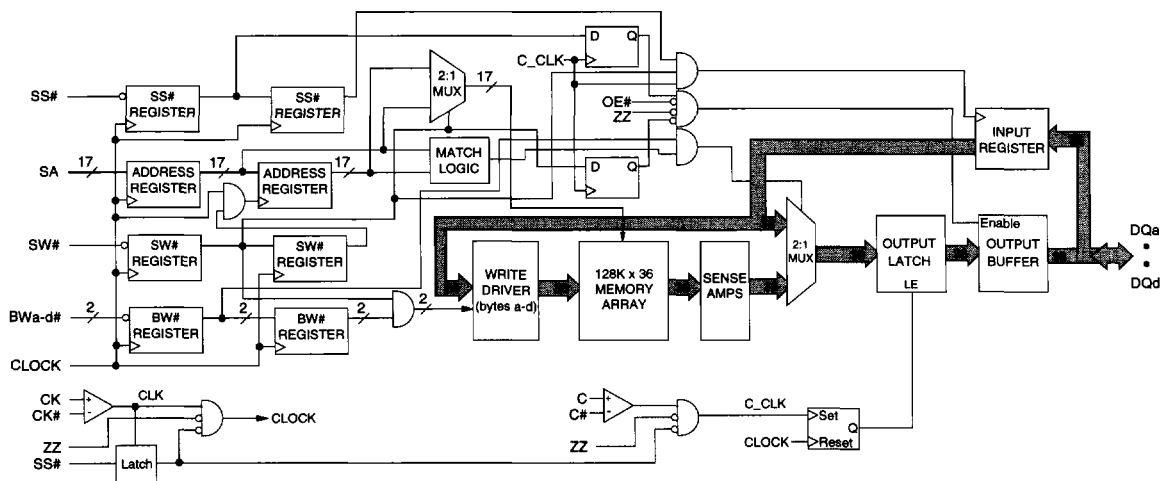 SS#
SS#
REGISTER
SS#
REGISTER
C_CLK
D Q
2:1
MUX
17
OE#
ZZ
INPUT
REGISTER
SA
17
ADDRESS
REGISTER
17
ADDRESS
REGISTER
17
MATCH
LOGIC
D Q
SW#
SW#
REGISTER
SW#
REGISTER
WRITE
DRIVER
(bytes a-d)
128K x 36
MEMORY
ARRAY
SENSE
AMPS
2:1
MUX
OUTPUT
LATCH
LE
Enable
OUTPUT
BUFFER
DQa
DQd
BWa-d#
2
BW#
REGISTER
2
BW#
REGISTER
2
2
CLOCK
CK
CK#
+
-
CLK
CLOCK
ZZ
SS#
Latch
C
C#
+
-
ZZ
C_CLK
Set
Q
CLOCK
Reset